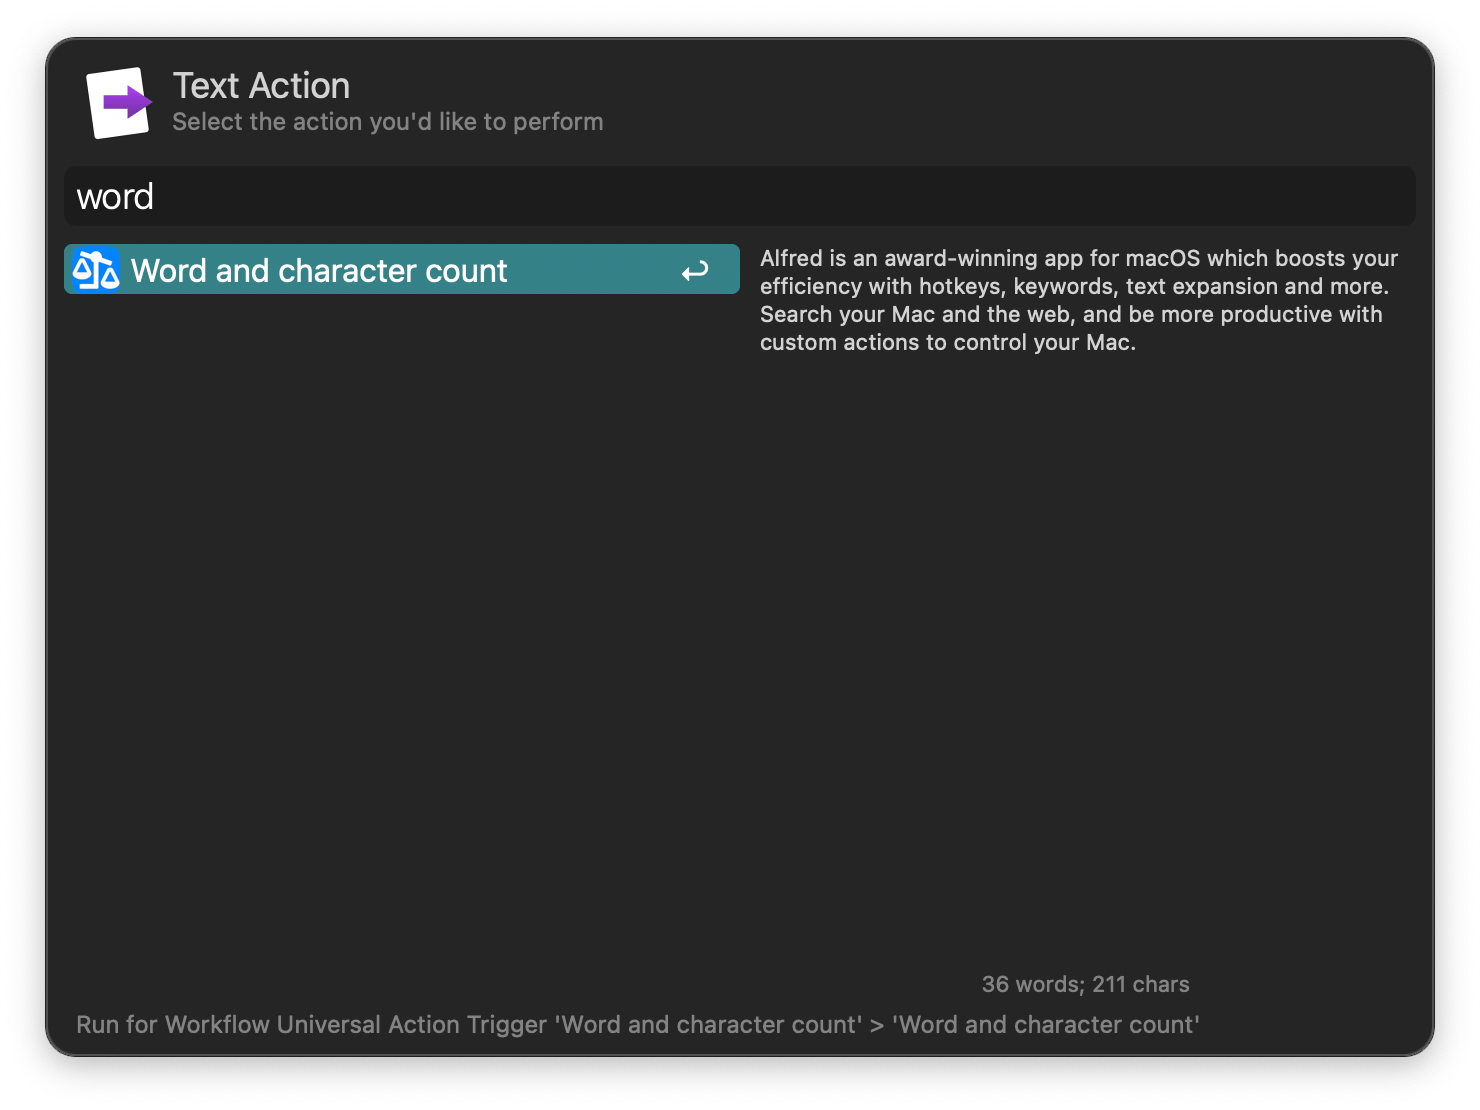 Text Action
Select the action you'd like to perform
word
Word and character count
Alfred is an award-winning app for macOS which boosts your
efficiency with hotkeys, keywords, text expansion and more.
Search your Mac and the web, and be more productive with
custom actions to control your Mac.
36 words; 211 chars
Run for Workflow Universal Action Trigger 'Word and character count' > 'Word and character count'